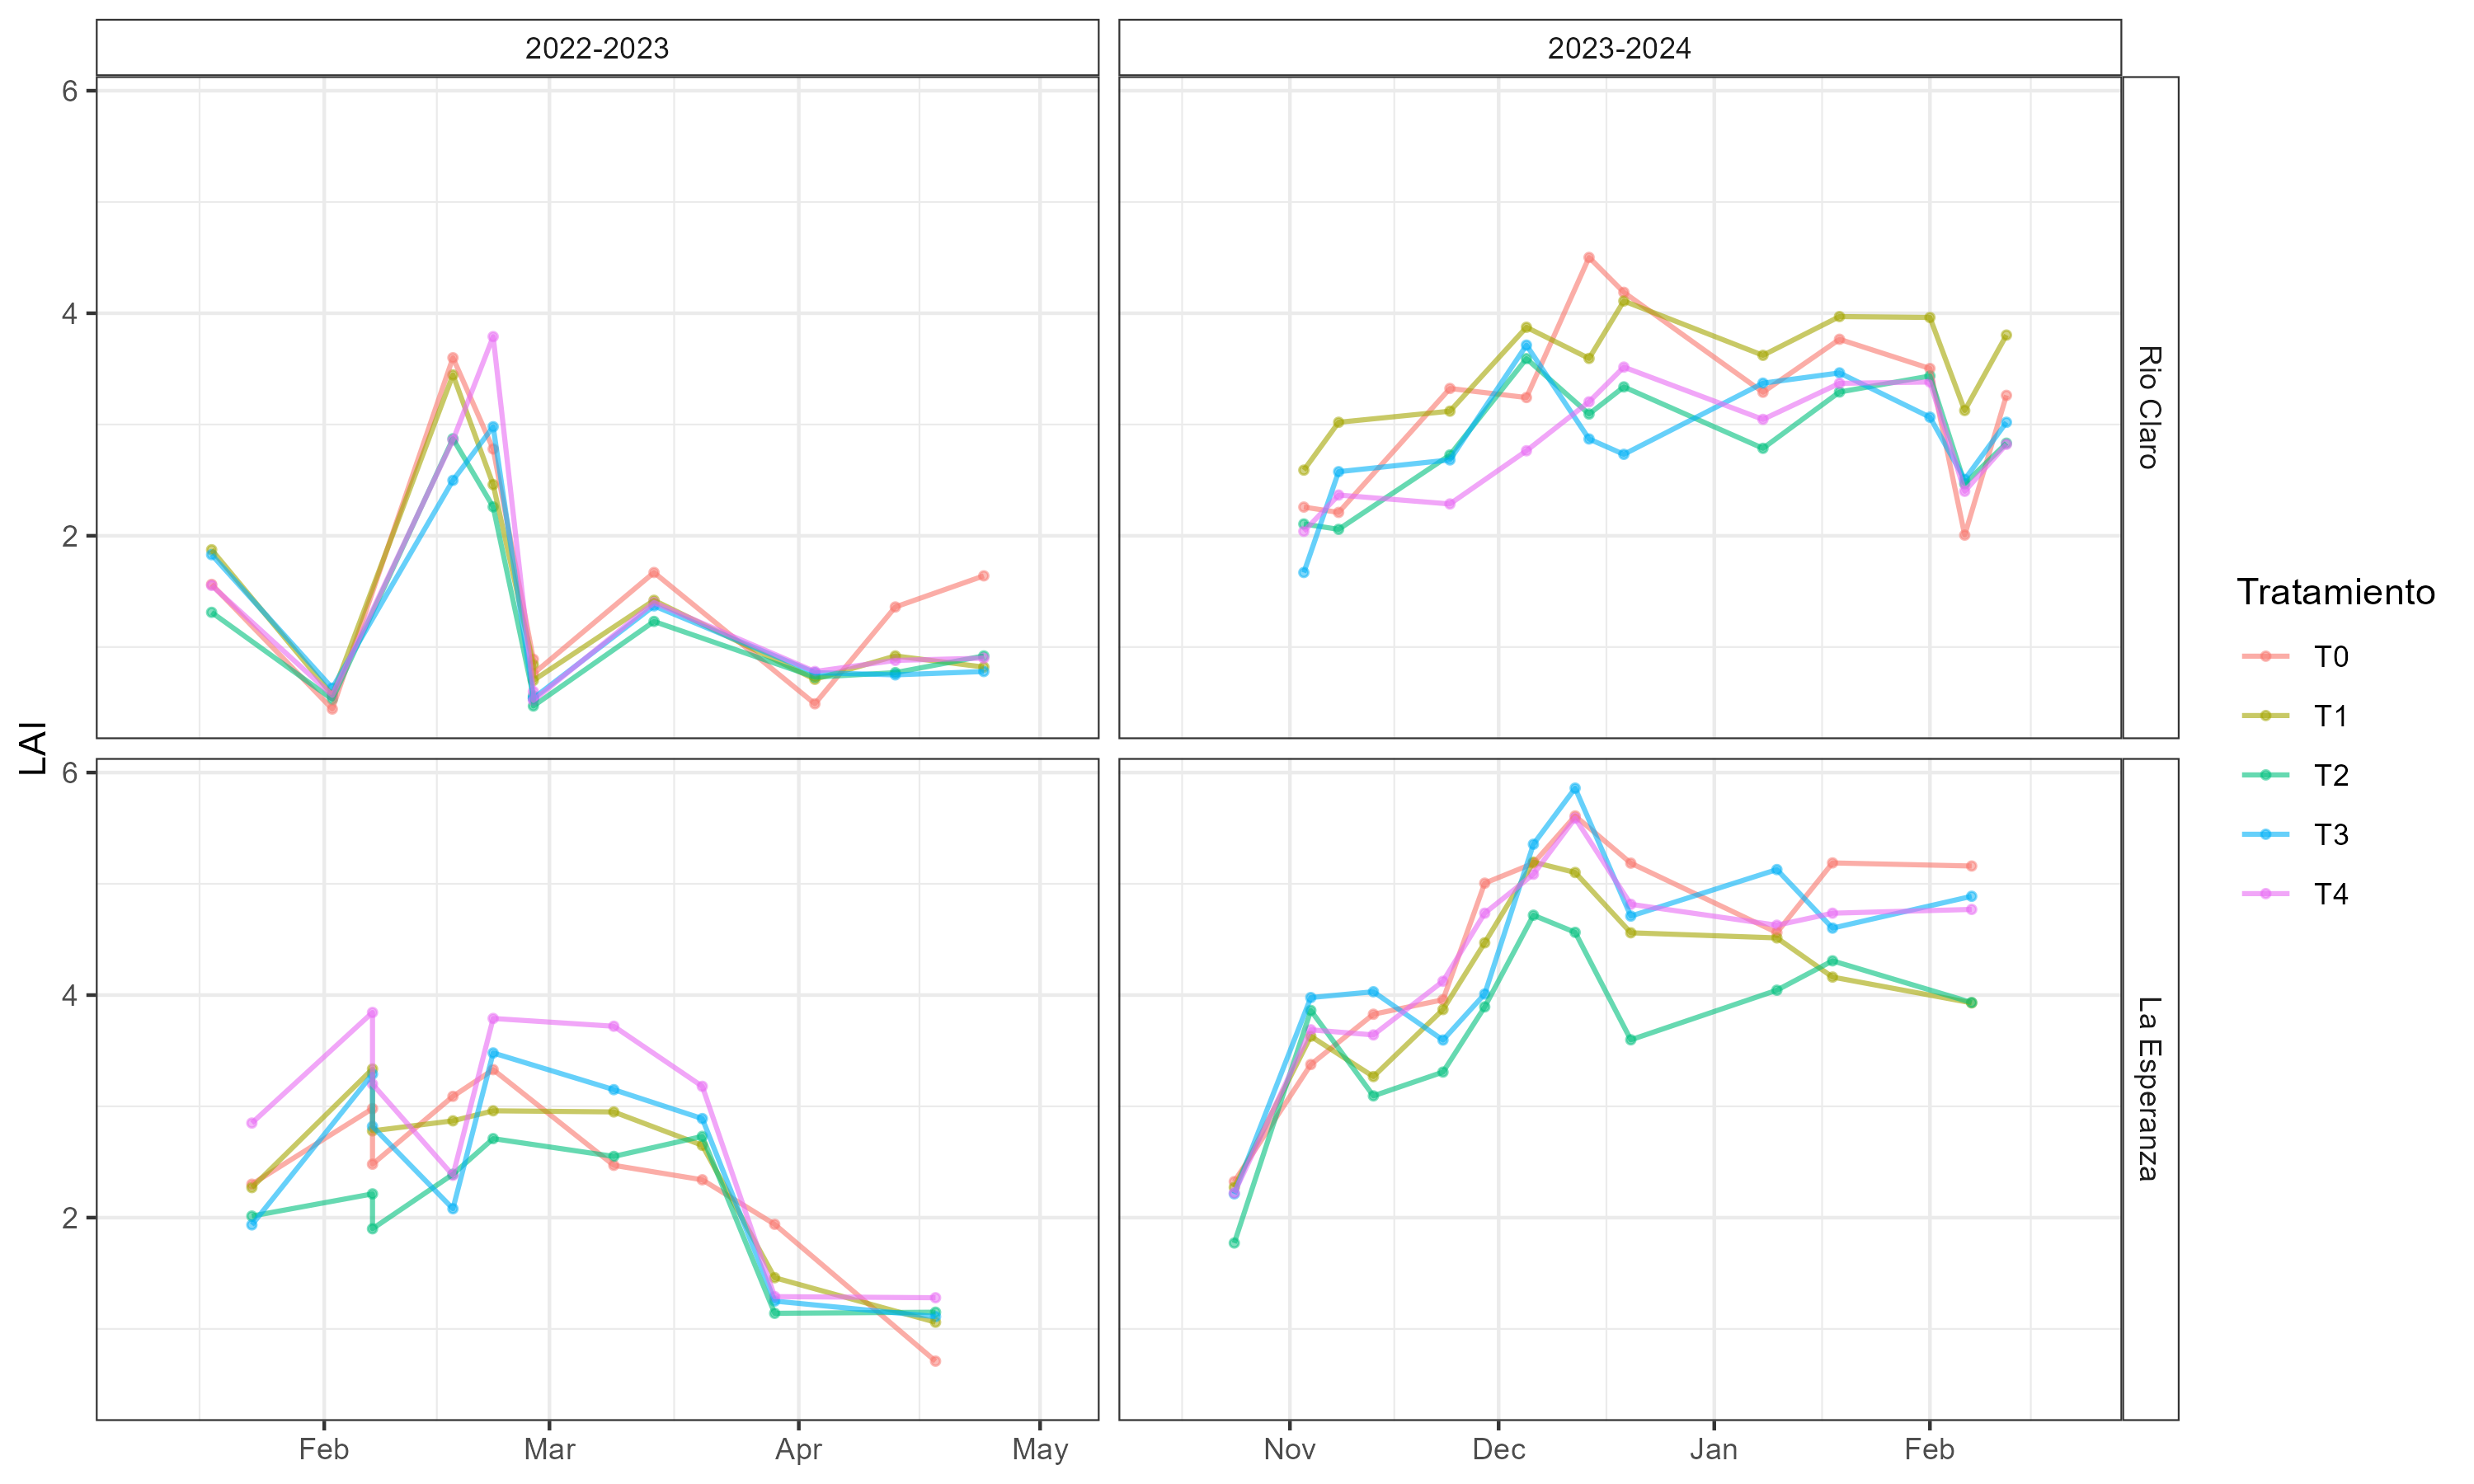 2022-2023
2023-2024
6
4
2
Rio Claro
LAI
6
4
2
La Esperanza
Feb
Mar
Apr
May
Nov
Dec
Jan
Feb
Tratamiento
T0
T1
T2
T3
T4